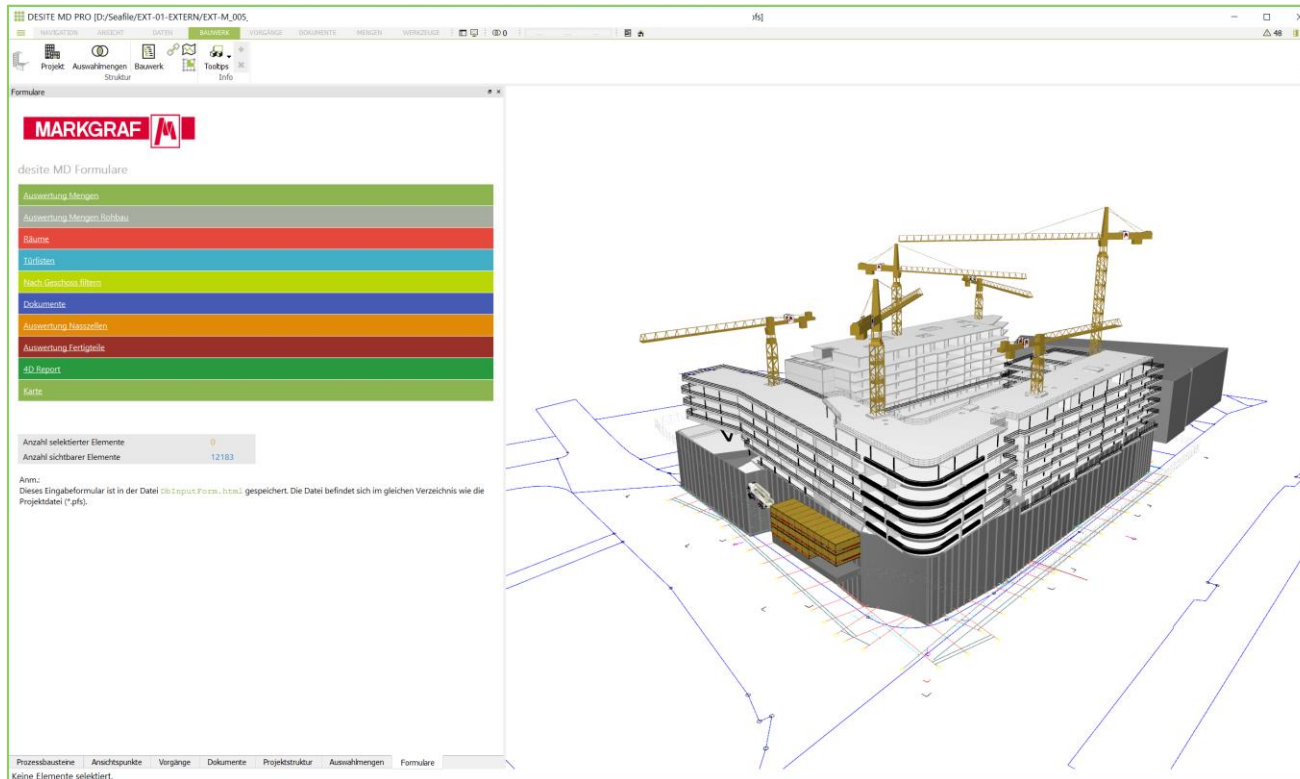 DESITE MD PRO [D:/Seafile/EXT-01-EXTERN/EXT-M_005_
ofs]
NAVIGATION ANSICHT DATEN BAUWERK VORGÄNGE DOKUMENTE MENGEN WERKZEUGE 0 48
Projekt Auswahlmengen Bauwerk Tooltips
Struktur Info
Formulare
MARKGRAF
desite MD Formulare
Auswertung Mengen
Auswertung Mengen Rohbau
Räume
Türlisten
Nach Geschoss filtern
Dokumente
Auswertung Nasszellen
Auswertung Fertigteile
4D Report
Karte
Anzahl selektierter Elemente 0
Anzahl sichtbarer Elemente 12183
Anm.:
Dieses Eingabeformular ist in der Datei DbInputForm.html gespeichert. Die Datei befindet sich im gleichen Verzeichnis wie die
Projektdatei (*.pfs).
Prozessbausteine Ansichtspunkte Vorgänge Dokumente Projektstruktur Auswahlmengen Formulare
Keine Elemente selektiert.